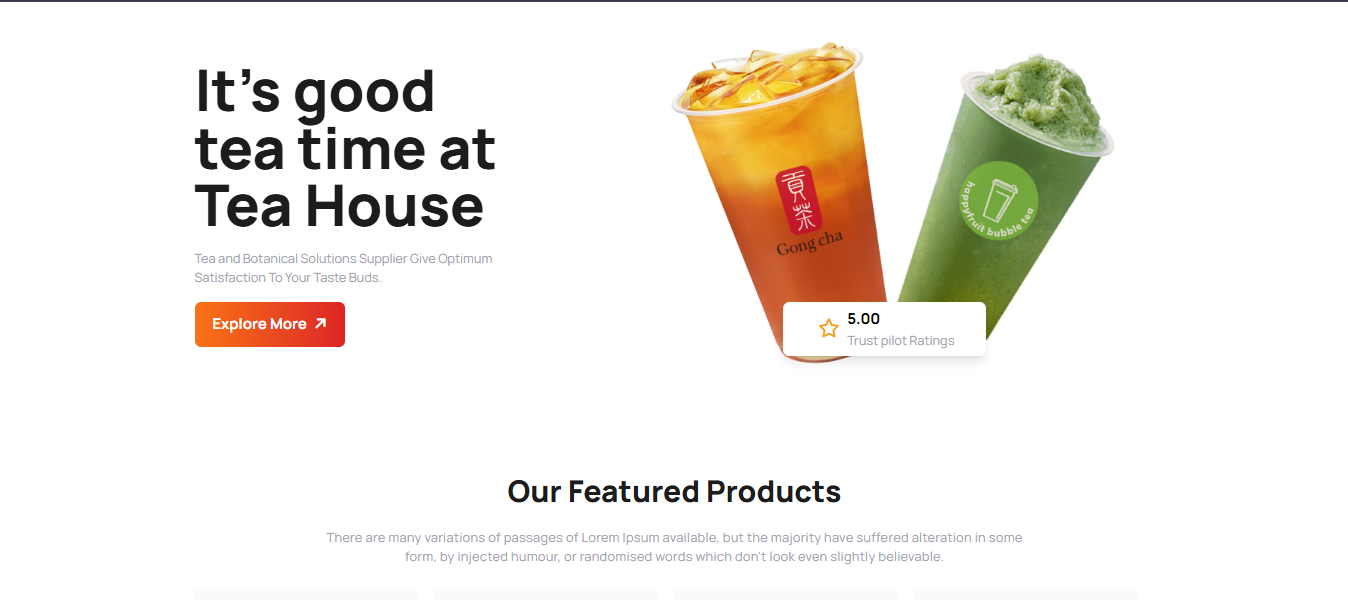 It's good
tea time at
Tea House
Tea and Botanical Solutions Supplier Give Optimum
Satisfaction To Your Taste Buds.
Explore More
貢茶
Gong cha
happyfruit bubble tea
5.00
Trust pilot Ratings
Our Featured Products
There are many variations of passages of Lorem Ipsum available, but the majority have suffered alteration in some
form, by injected humour, or randomised words which don't look even slightly believable.